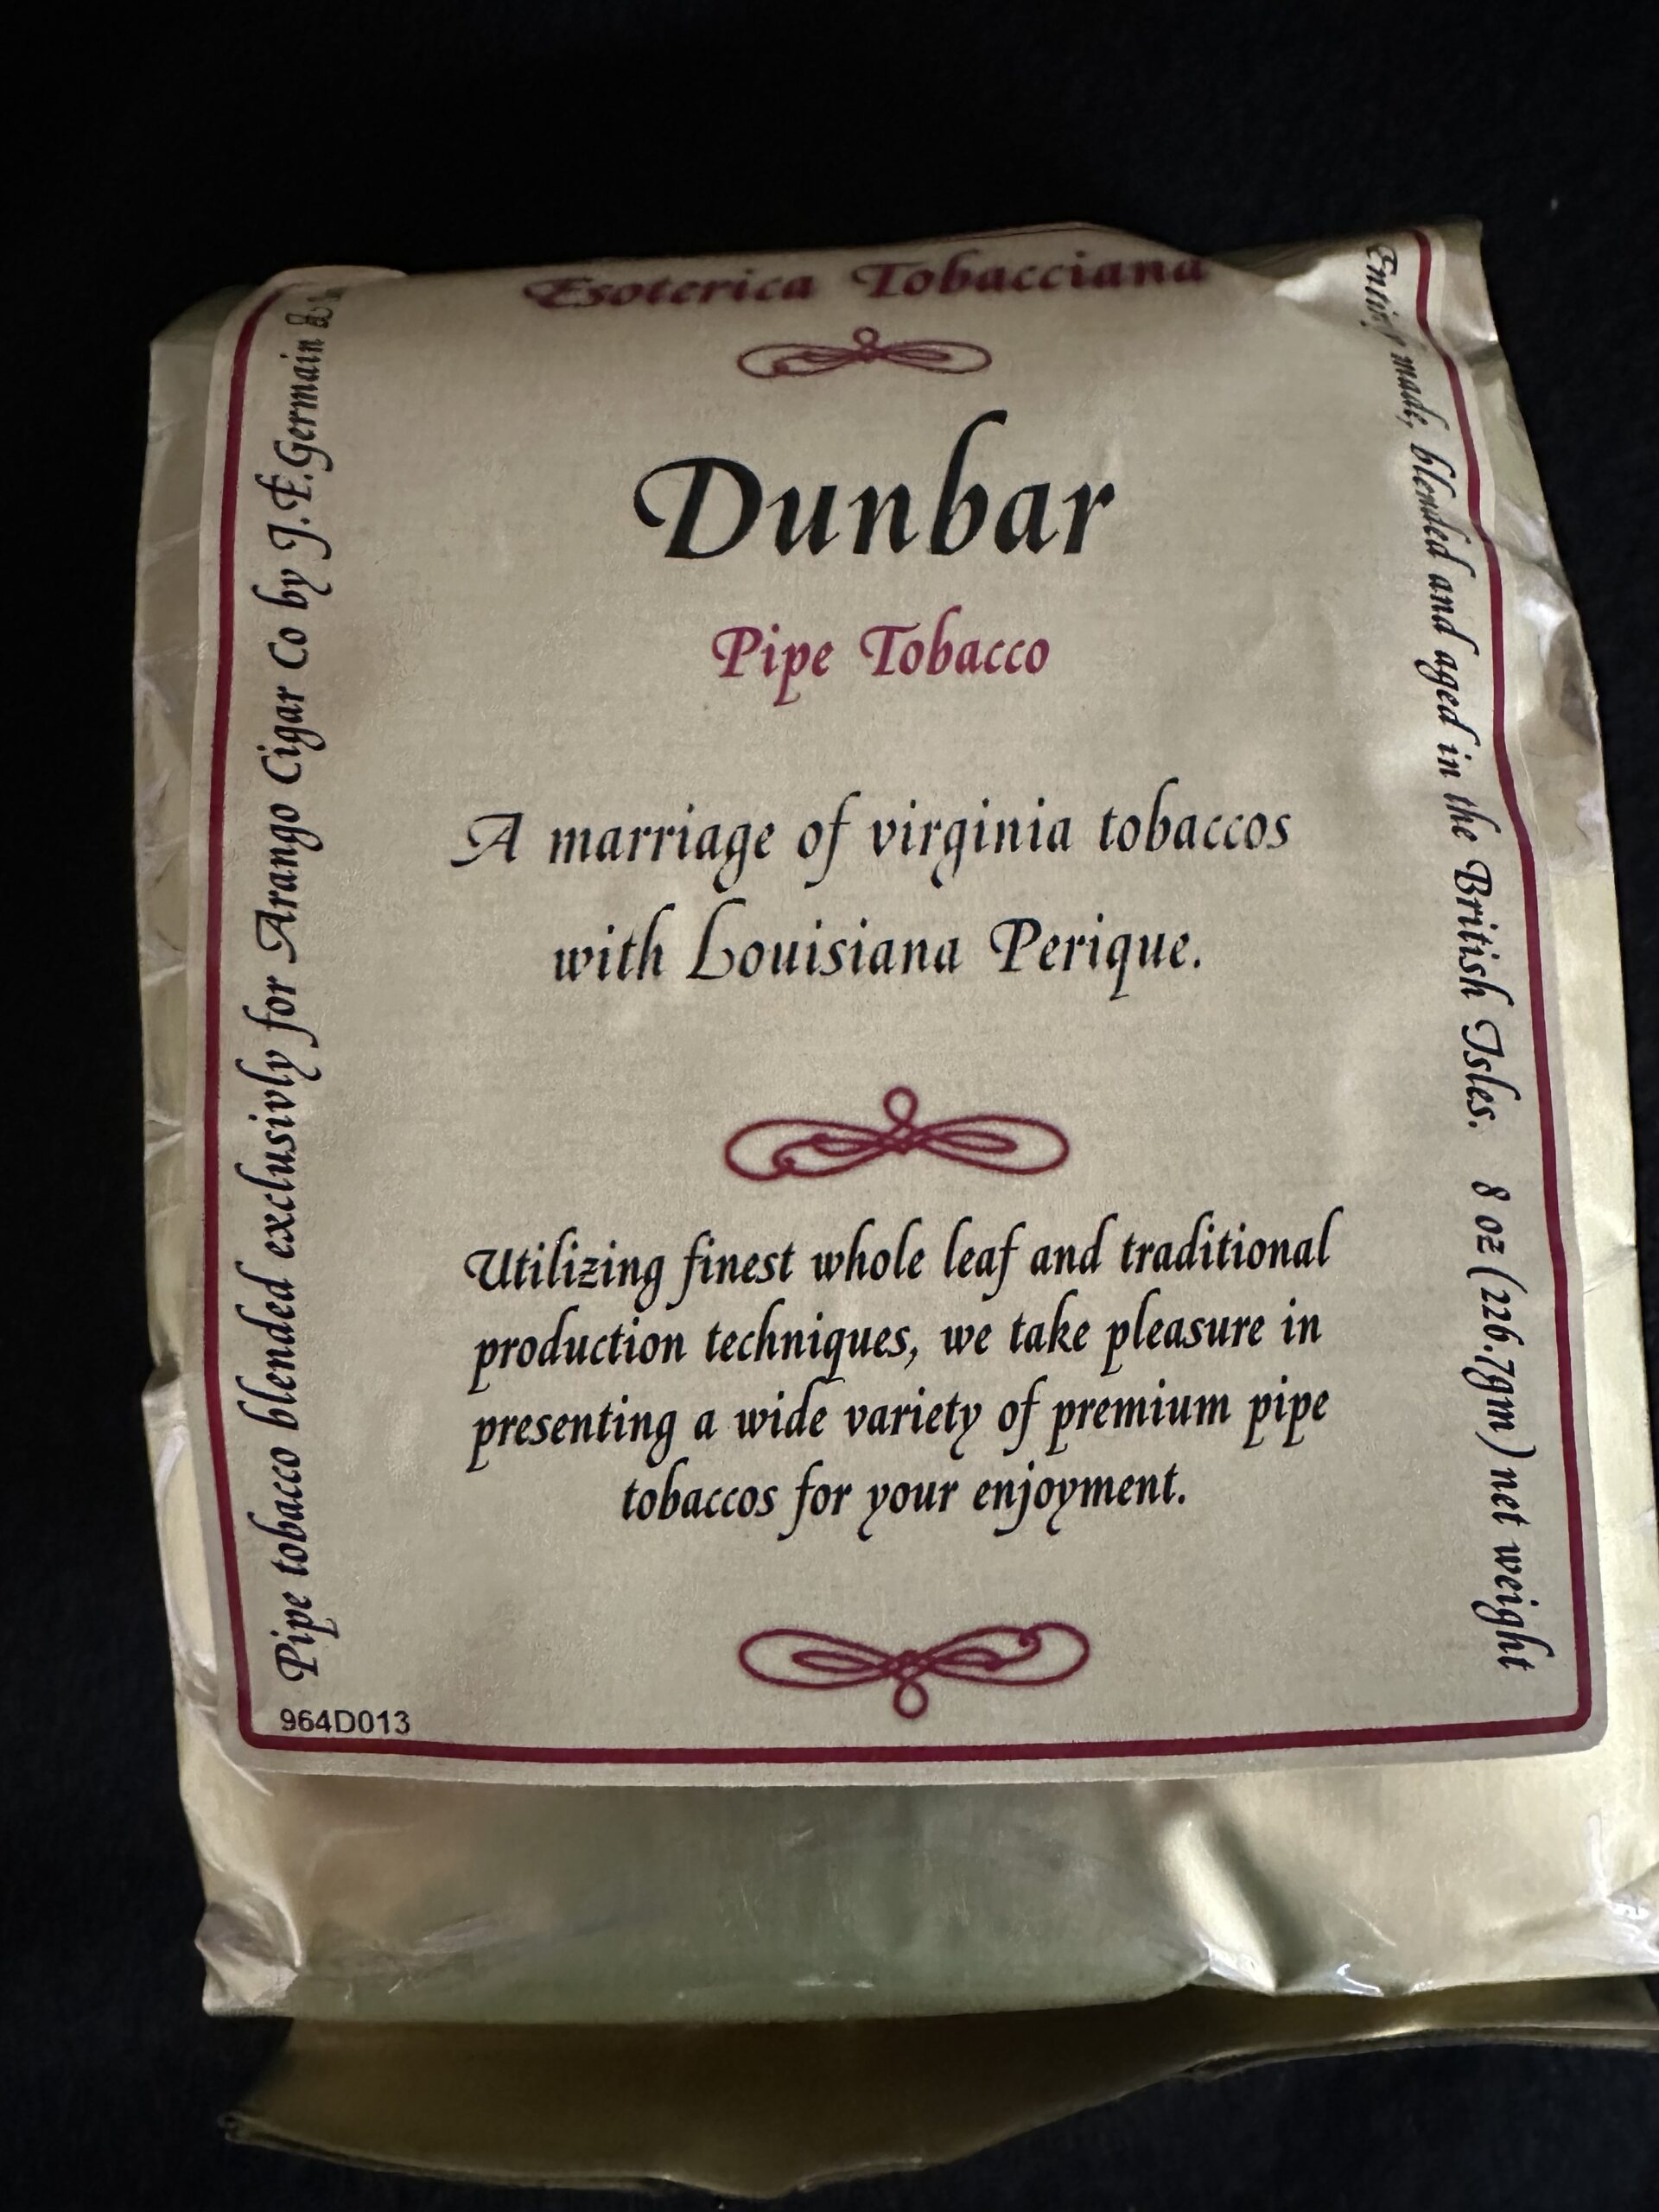 Esoterica Tobacciana
Dunbar
Pipe Tobacco
A marriage of virginia tobaccos
with Louisiana Perique.
Utilizing finest whole leaf and traditional
production techniques, we take pleasure in
presenting a wide variety of premium pipe
tobaccos for your enjoyment.
Pipe tobacco blended exclusivly for Arango Cigar Co by J.E.Germain &
made, blended and aged in the British Isles. 8 oz (226.7gm) net weight
964D013